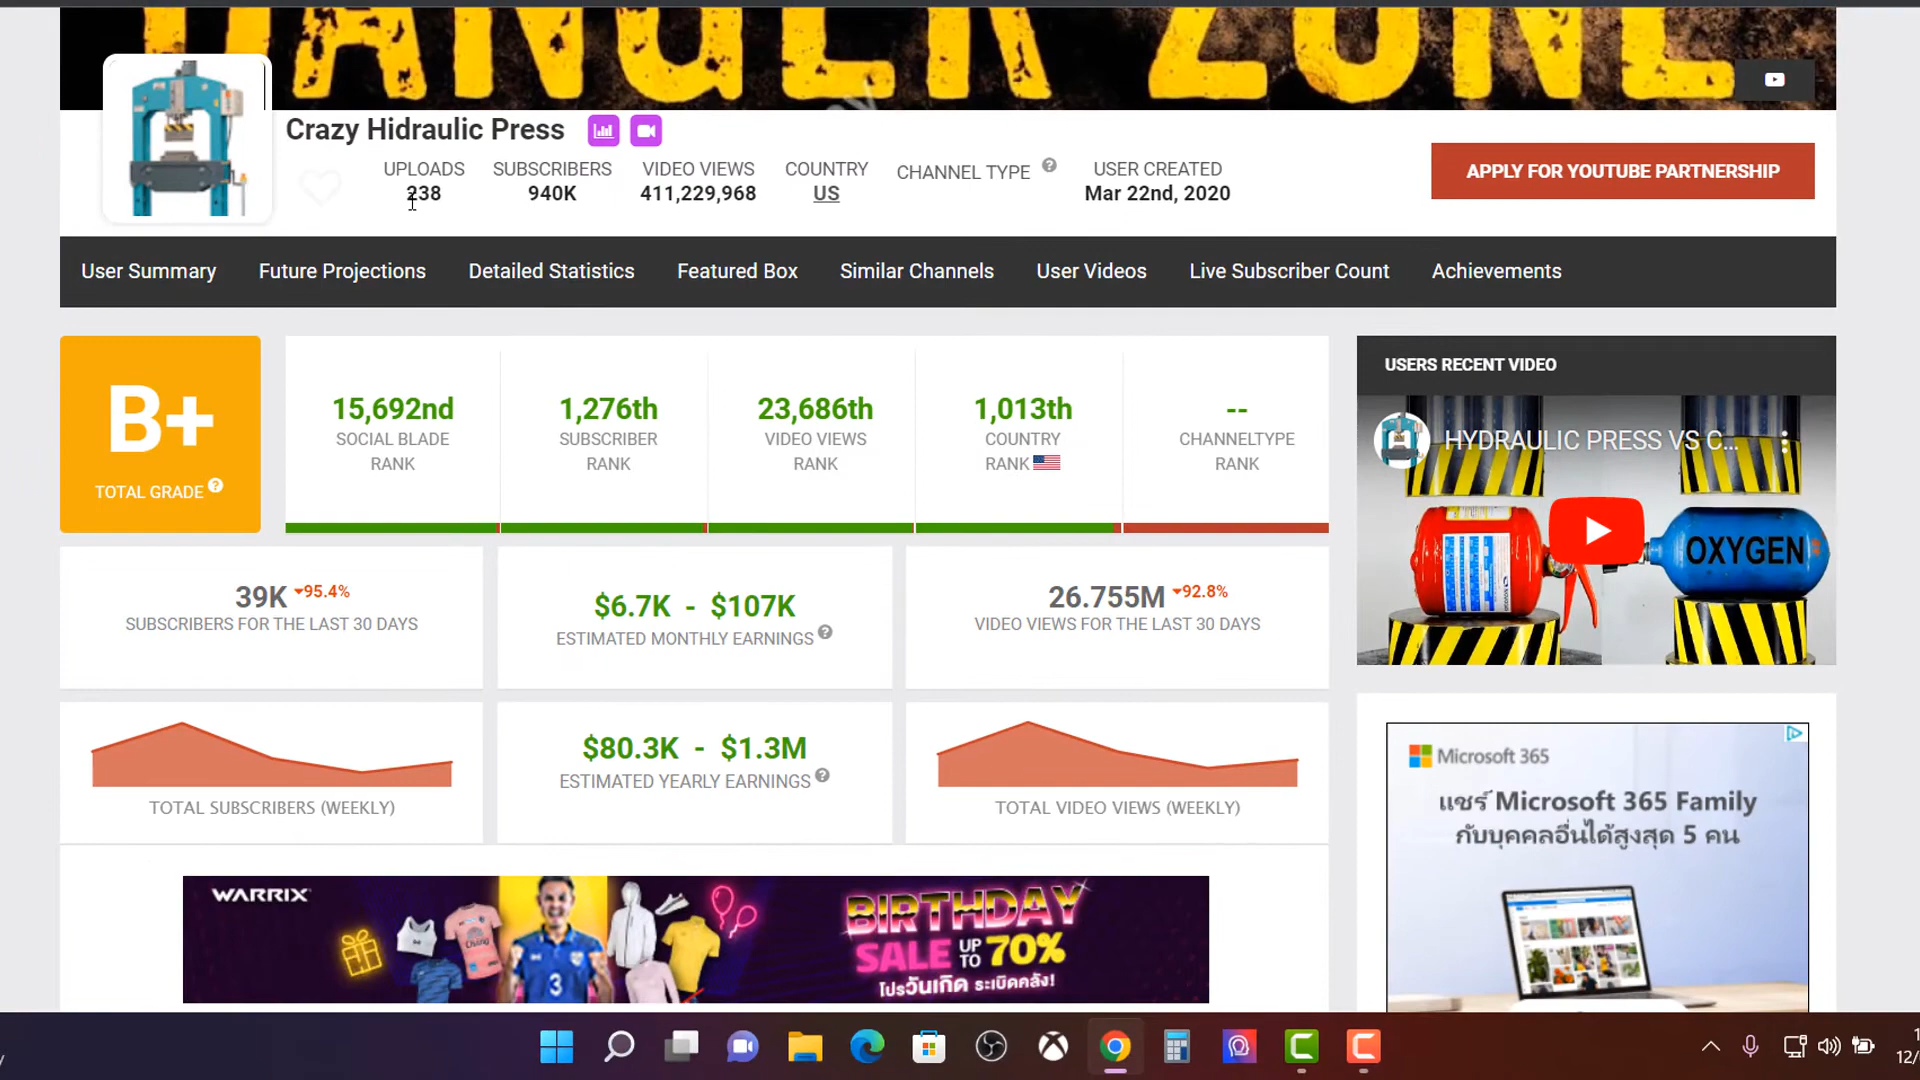 DANGER ZONE
Crazy Hidraulic Press
UPLOADS
238
SUBSCRIBERS
940K
VIDEO VIEWS
411,229,968
COUNTRY
US
CHANNEL TYPE
USER CREATED
Mar 22nd, 2020
APPLY FOR YOUTUBE PARTNERSHIP
User Summary Future Projections Detailed Statistics Featured Box Similar Channels User Videos Live Subscriber Count Achievements
B+
TOTAL GRADE
15,692nd
SOCIAL BLADE
RANK
1,276th
SUBSCRIBER
RANK
23,686th
VIDEO VIEWS
RANK
1,013th
COUNTRY
RANK
--
CHANNELTYPE
RANK
USERS RECENT VIDEO
HYDRAULIC PRESS VS C...
OXYGEN
39K 95.4%
SUBSCRIBERS FOR THE LAST 30 DAYS
$6.7K - $107K
ESTIMATED MONTHLY EARNINGS
26.755M 92.8%
VIDEO VIEWS FOR THE LAST 30 DAYS
TOTAL SUBSCRIBERS (WEEKLY)
$80.3K - $1.3M
ESTIMATED YEARLY EARNINGS
TOTAL VIDEO VIEWS (WEEKLY)
Microsoft 365
แชร์ Microsoft 365 Family
กับบุคคลอื่นได้สูงสุด 5 คน
WARRIX
3
BIRTHDAY
SALE UP TO 70%
โปรวันเกิด ระเบิดคลัง!
12/